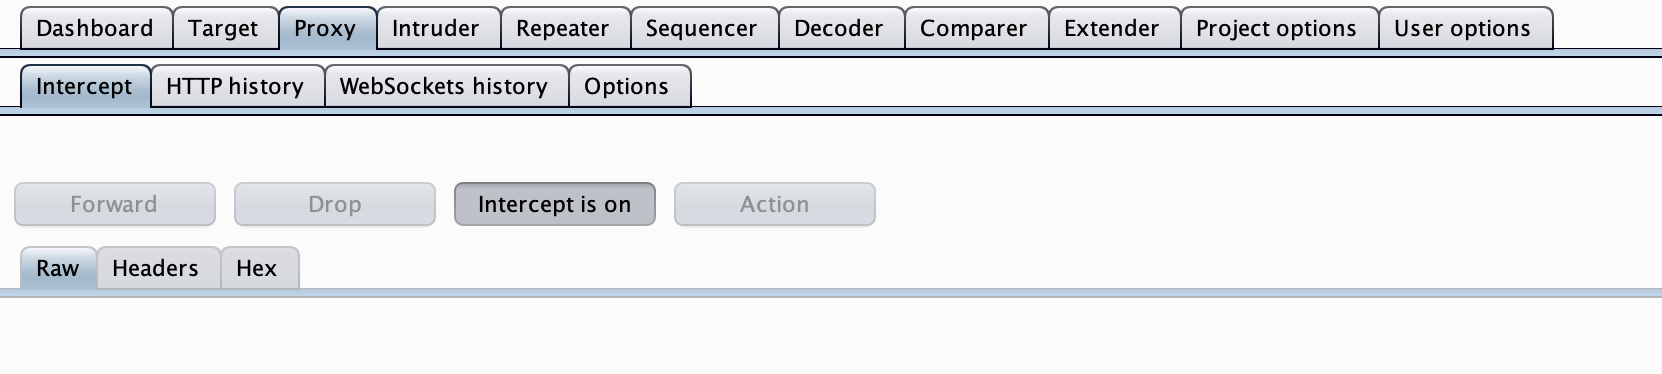 Dashboard Target Proxy Intruder Repeater Sequencer Decoder Comparer Extender Project options User options
Intercept HTTP history WebSockets history Options
Forward Drop Intercept is on Action
Raw Headers Hex